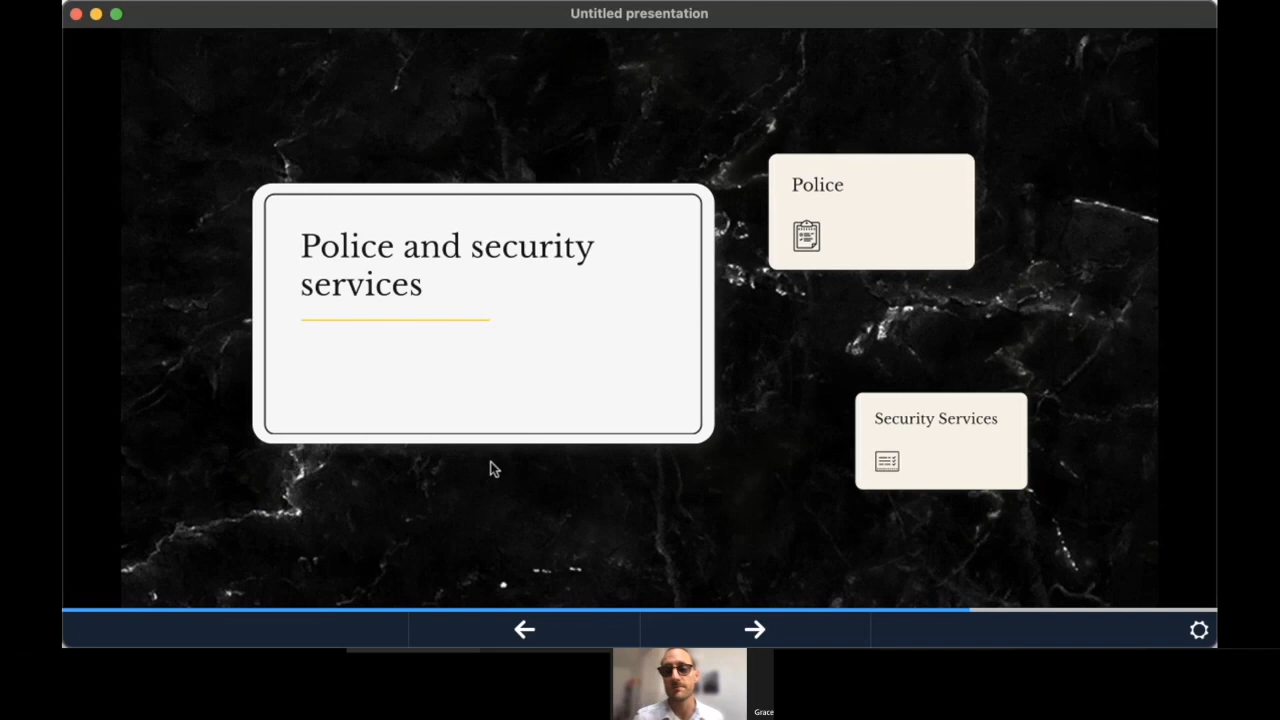 Untitled presentation
Police and security
services
Police
Security Services
Grace